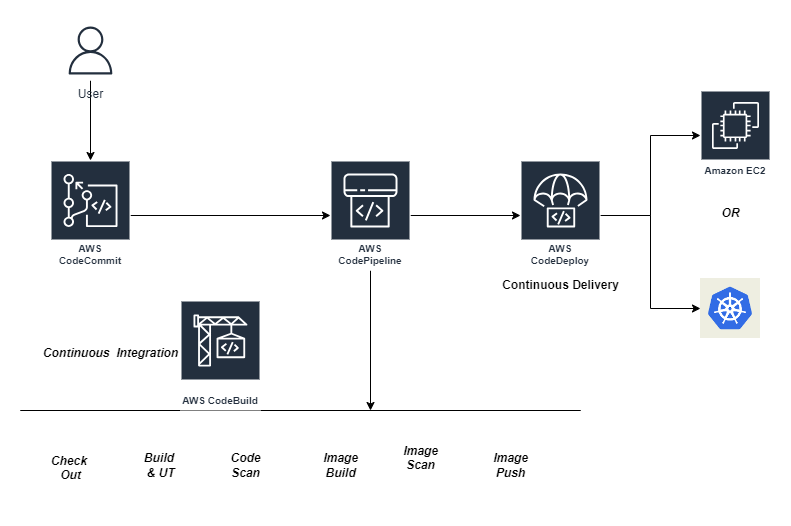 User
AWS
CodeCommit
AWS
CodePipeline
AWS
CodeDeploy
Continuous Delivery
Amazon EC2
OR
Continuous Integration
AWS CodeBuild
Check
Out
Build
& UT
Code
Scan
Image
Build
Image
Scan
Image
Push